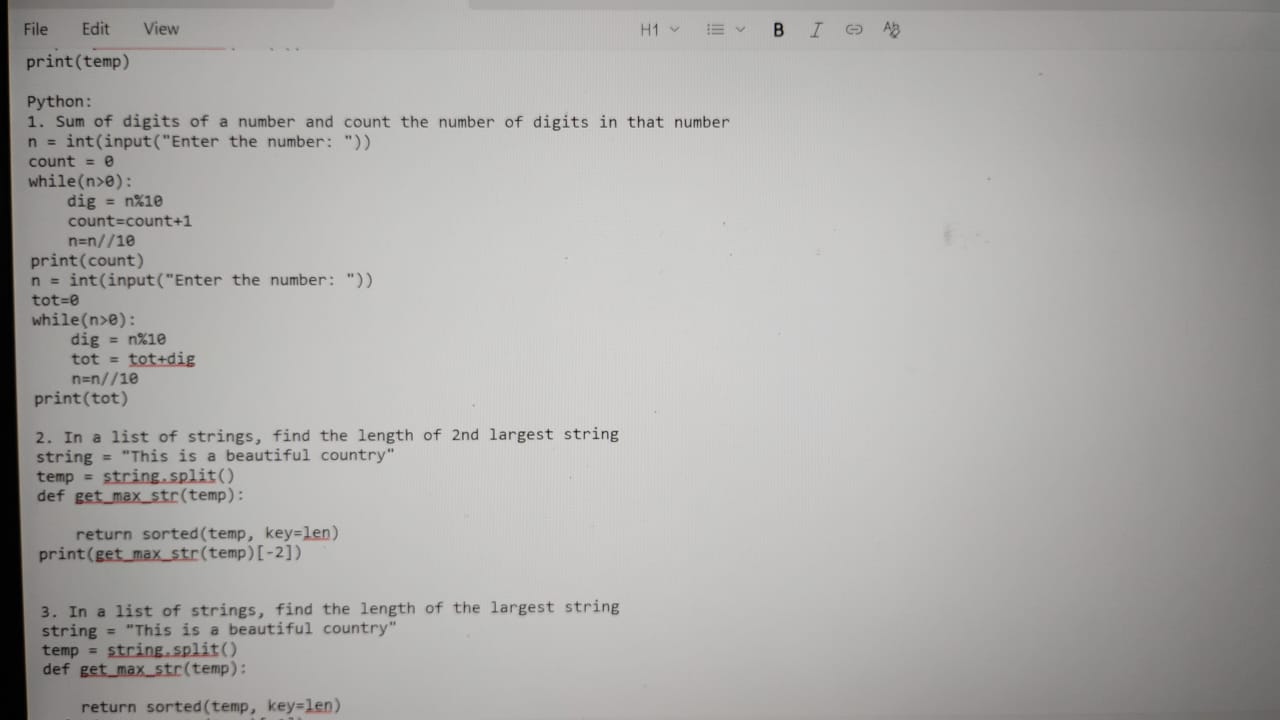 File Edit View H1 B I
print(temp)
Python:
1. Sum of digits of a number and count the number of digits in that number
n = int(input("Enter the number: "))
count = 0
while(n>0):
    dig = n%10
    count=count+1
    n=n//10
print(count)
n = int(input("Enter the number: "))
tot=0
while(n>0):
    dig = n%10
    tot = tot+dig
    n=n//10
print(tot)
2. In a list of strings, find the length of 2nd largest string
string = "This is a beautiful country"
temp = string.split()
def get_max_str(temp):
    return sorted(temp, key=len)
print(get_max_str(temp)[-2])
3. In a list of strings, find the length of the largest string
string = "This is a beautiful country"
temp = string.split()
def get_max_str(temp):
    return sorted(temp, key=len)